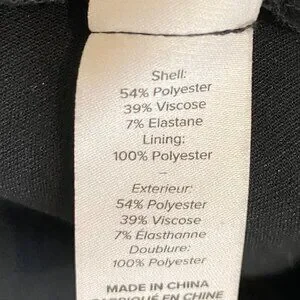 Shell:
54% Polyester
39% Viscose
7% Elastane
Lining:
100% Polyester
–
Exterieur:
54% Polyester
39% Viscose
7% Élasthanne
Doublure:
100% Polyester
MADE IN CHINA
FABRIQUÉ EN CHINE